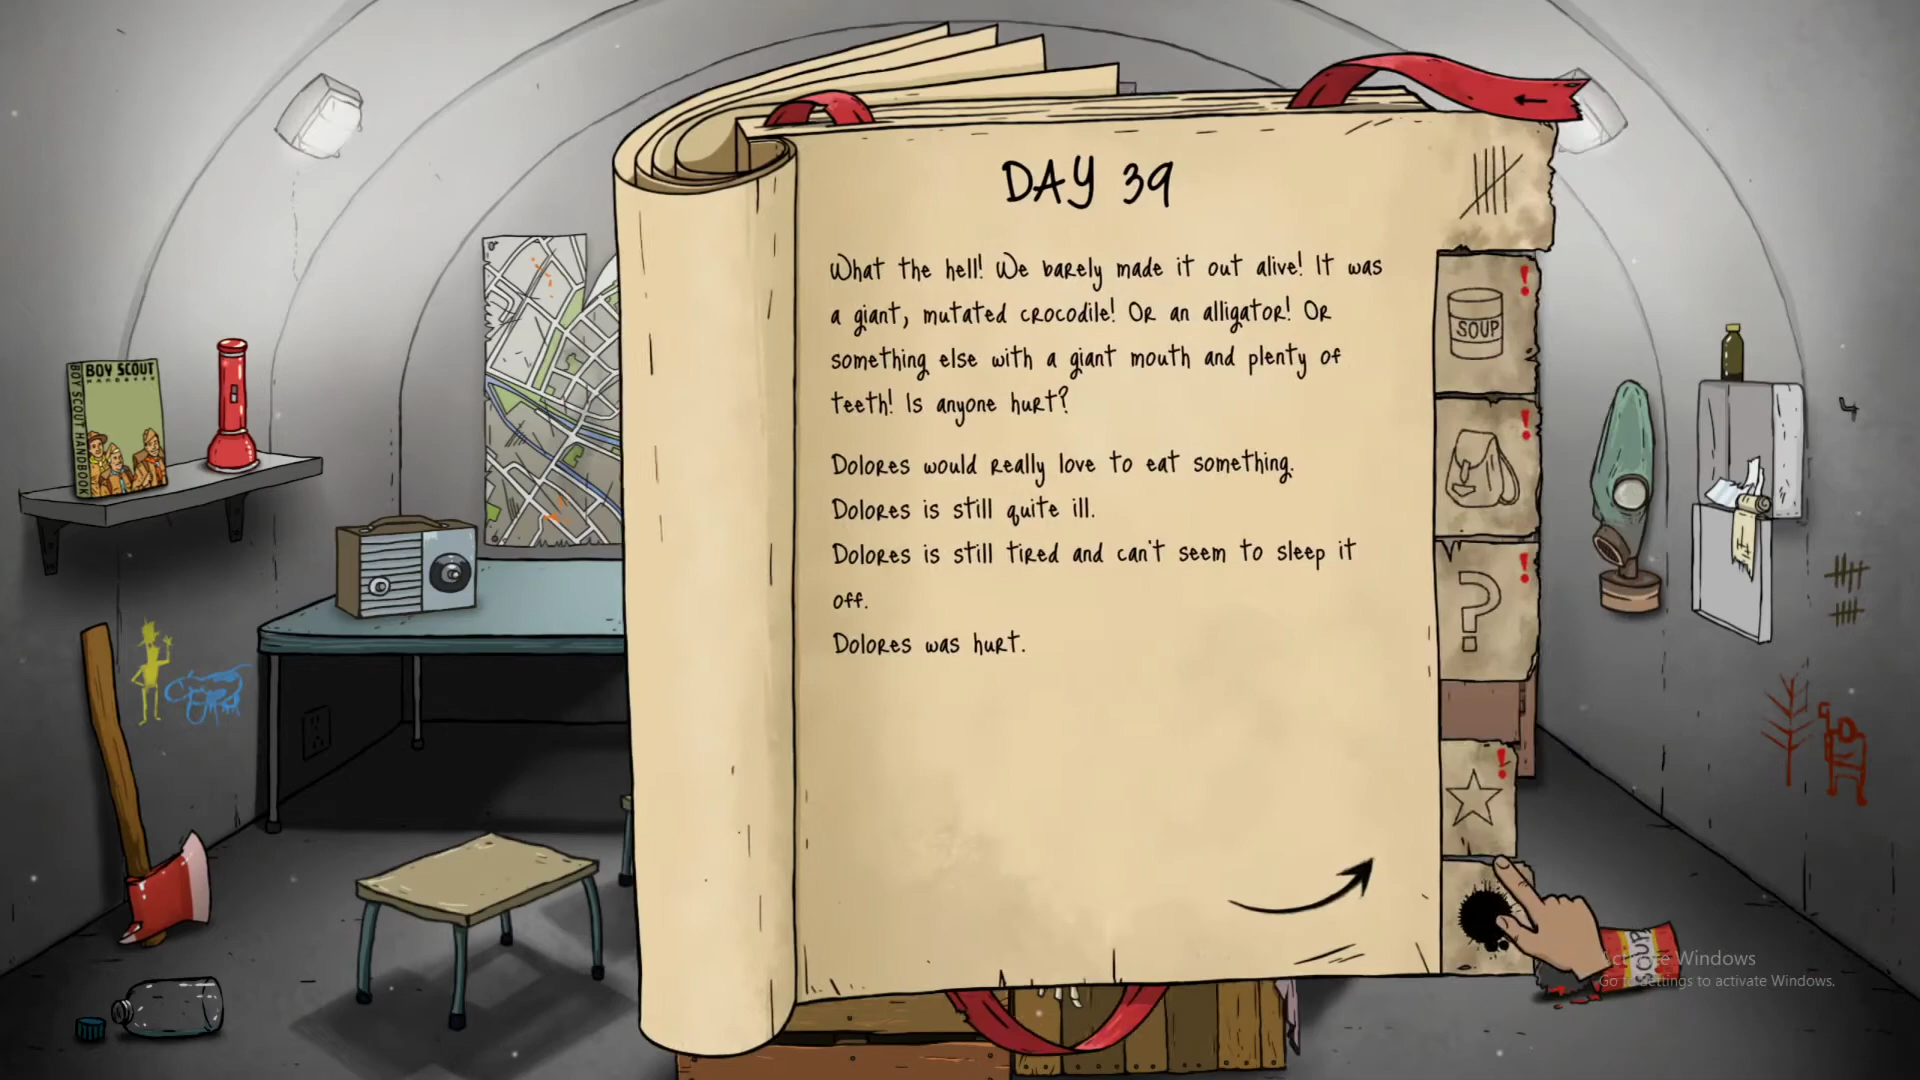 DAY 39
What the hell! We barely made it out alive! It was
a giant, mutated crocodile! Or an alligator! Or
something else with a giant mouth and plenty of
teeth! Is anyone hurt?
Dolores would really love to eat something.
Dolores is still quite ill.
Dolores is still tired and can't seem to sleep it
off.
Dolores was hurt.
SOUP
BOY SCOUT
HANDBOOK
BOY SCOUT HANDBOOK
SOUP
Activate Windows
Go to Settings to activate Windows.